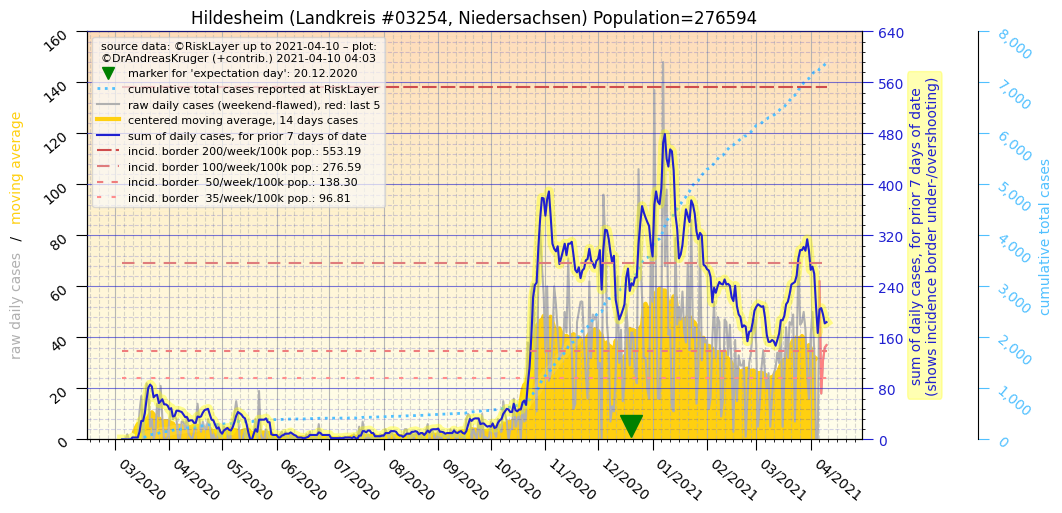 Hildesheim (Landkreis #03254, Niedersachsen) Population=276594
source data: ©RiskLayer up to 2021-04-10 – plot:
©DrAndreasKruger (+contrib.) 2021-04-10 04:03
marker for 'expectation day': 20.12.2020
cumulative total cases reported at RiskLayer
raw daily cases (weekend-flawed), red: last 5
centered moving average, 14 days cases
sum of daily cases, for prior 7 days of date
incid. border 200/week/100k pop.: 553.19
incid. border 100/week/100k pop.: 276.59
incid. border  50/week/100k pop.: 138.30
incid. border  35/week/100k pop.: 96.81
raw daily cases  /  moving average
160
140
120
100
80
60
40
20
0
03/2020
04/2020
05/2020
06/2020
07/2020
08/2020
09/2020
10/2020
11/2020
12/2020
01/2021
02/2021
03/2021
04/2021
640
560
480
400
320
240
160
80
0
sum of daily cases, for prior 7 days of date
(shows incidence border under-/overshooting)
8,000
7,000
6,000
5,000
4,000
3,000
2,000
1,000
0
cumulative total cases